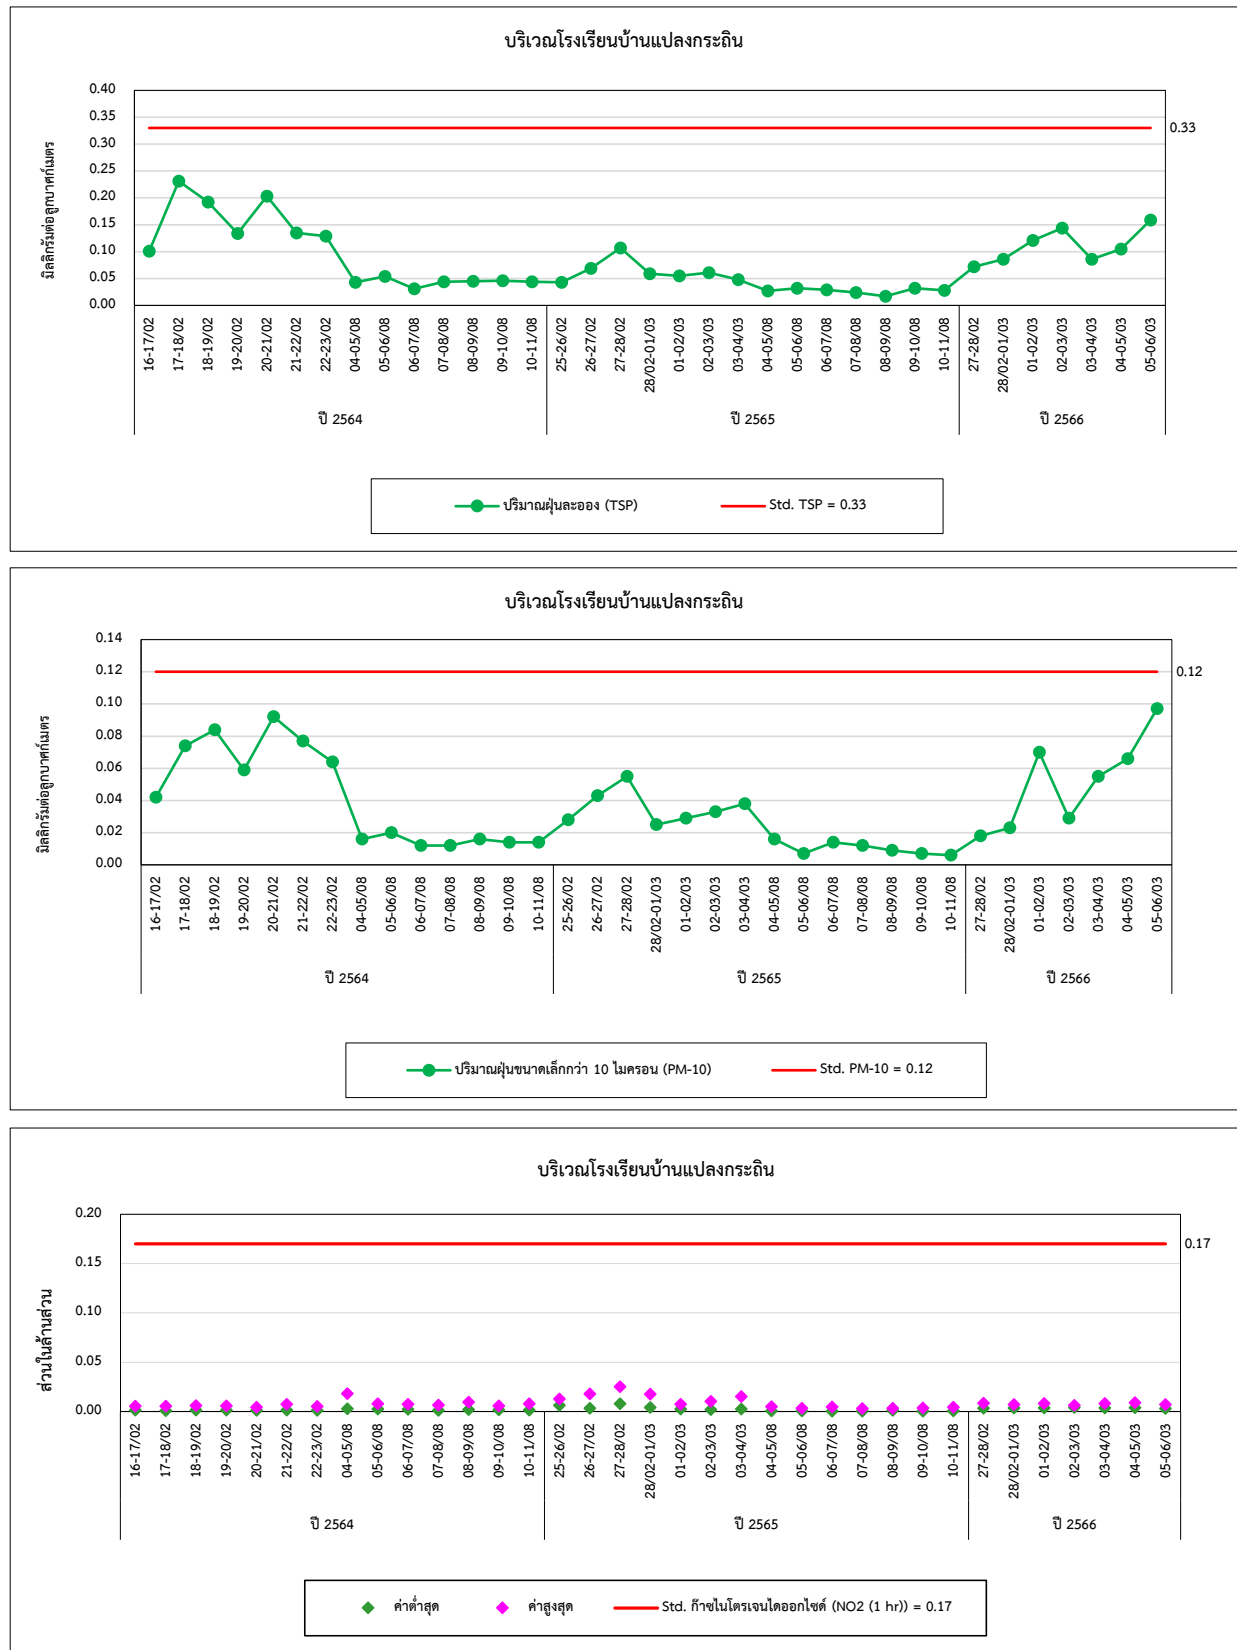 บริเวณโรงเรียนบ้านแปลงกระถิน
มิลลิกรัมต่อลูกบาศก์เมตร
0.40
0.35
0.30
0.25
0.20
0.15
0.10
0.05
0.00
0.33
16-17/02 17-18/02 18-19/02 19-20/02 20-21/02 21-22/02 22-23/02 04-05/08 05-06/08 06-07/08 07-08/08 08-09/08 09-10/08 10-11/08 25-26/02 26-27/02 27-28/02 28/02-01/03 01-02/03 02-03/03 03-04/03 04-05/08 05-06/08 06-07/08 07-08/08 08-09/08 09-10/08 10-11/08 27-28/02 28/02-01/03 01-02/03 02-03/03 03-04/03 04-05/03 05-06/03
ปี 2564 ปี 2565 ปี 2566
ปริมาณฝุ่นละออง (TSP) Std. TSP = 0.33
บริเวณโรงเรียนบ้านแปลงกระถิน
มิลลิกรัมต่อลูกบาศก์เมตร
0.14
0.12
0.10
0.08
0.06
0.04
0.02
0.00
0.12
16-17/02 17-18/02 18-19/02 19-20/02 20-21/02 21-22/02 22-23/02 04-05/08 05-06/08 06-07/08 07-08/08 08-09/08 09-10/08 10-11/08 25-26/02 26-27/02 27-28/02 28/02-01/03 01-02/03 02-03/03 03-04/03 04-05/08 05-06/08 06-07/08 07-08/08 08-09/08 09-10/08 10-11/08 27-28/02 28/02-01/03 01-02/03 02-03/03 03-04/03 04-05/03 05-06/03
ปี 2564 ปี 2565 ปี 2566
ปริมาณฝุ่นขนาดเล็กกว่า 10 ไมครอน (PM-10) Std. PM-10 = 0.12
บริเวณโรงเรียนบ้านแปลงกระถิน
ส่วนในล้านส่วน
0.20
0.15
0.10
0.05
0.00
0.17
16-17/02 17-18/02 18-19/02 19-20/02 20-21/02 21-22/02 22-23/02 04-05/08 05-06/08 06-07/08 07-08/08 08-09/08 09-10/08 10-11/08 25-26/02 26-27/02 27-28/02 28/02-01/03 01-02/03 02-03/03 03-04/03 04-05/08 05-06/08 06-07/08 07-08/08 08-09/08 09-10/08 10-11/08 27-28/02 28/02-01/03 01-02/03 02-03/03 03-04/03 04-05/03 05-06/03
ปี 2564 ปี 2565 ปี 2566
ค่าต่ำสุด ค่าสูงสุด Std. ก๊าซไนโตรเจนไดออกไซด์ (NO2 (1 hr)) = 0.17